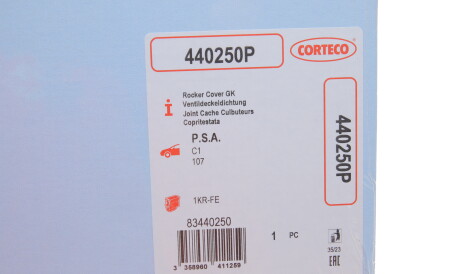 440250P
CORTECO
i
Rocker Cover GK
Ventildeckeldichtung
Joint Cache Culbuteurs
Copritestata
P.S.A.
C1
107
440250P
1KR-FE
83440250
1 PC
35/23
EAC
3 358960 411259